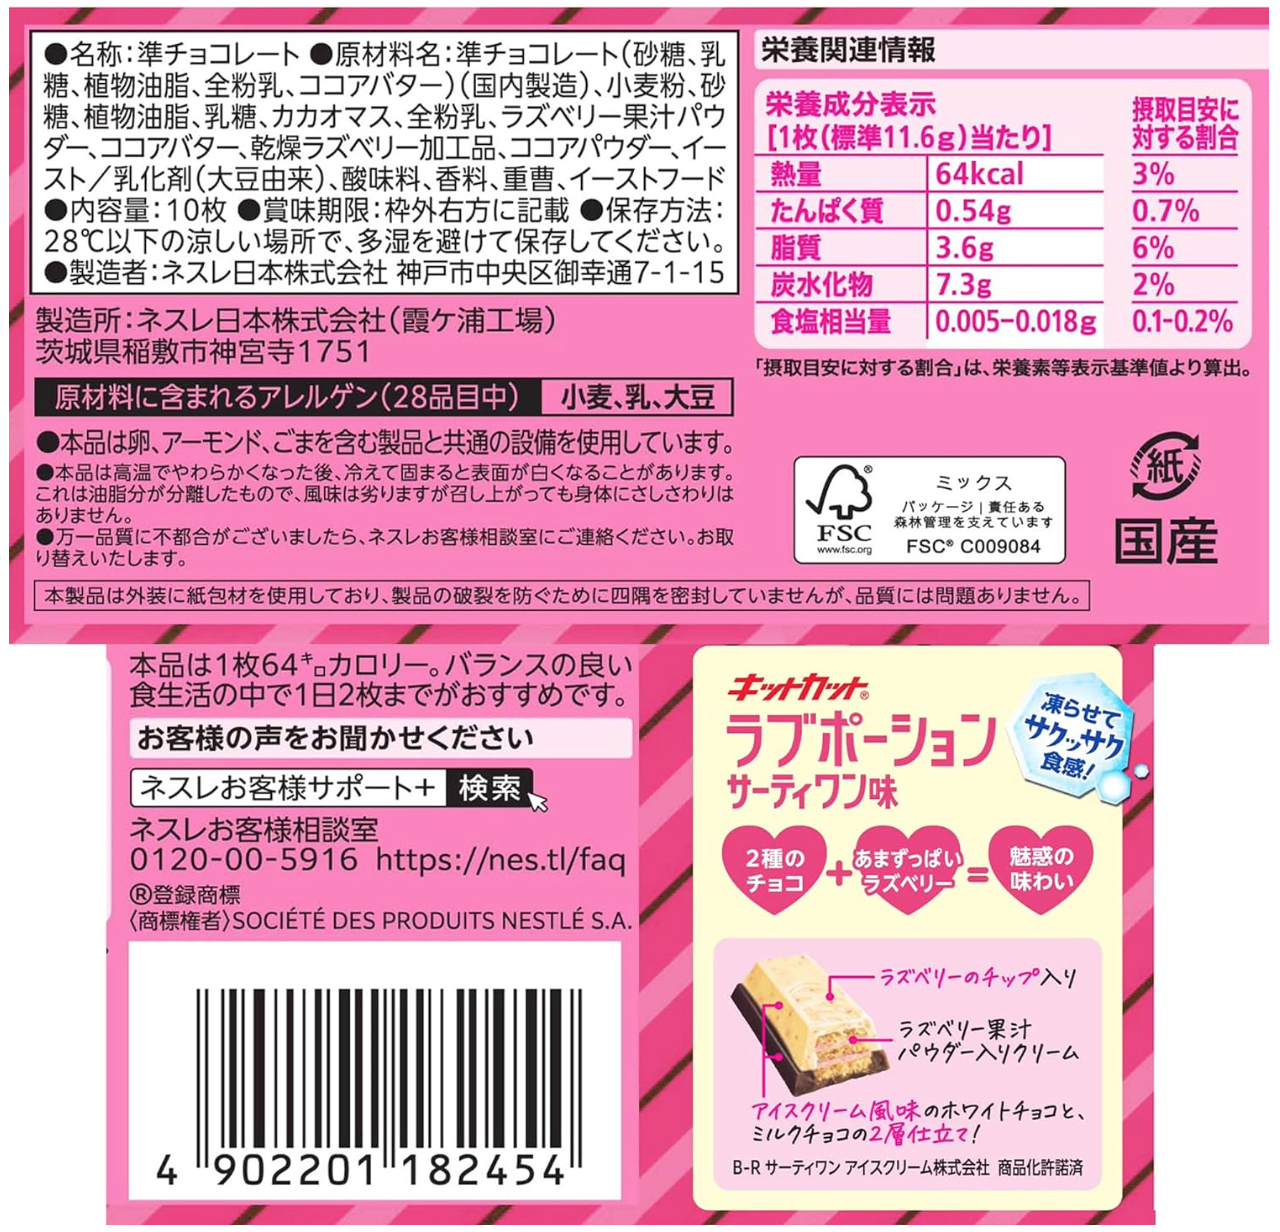 ●名称：準チョコレート ●原材料名：準チョコレート（砂糖、乳
糖、植物油脂、全粉乳、ココアバター）（国内製造）、小麦粉、砂
糖、植物油脂、乳糖、カカオマス、全粉乳、ラズベリー果汁パウ
ダー、ココアバター、乾燥ラズベリー加工品、ココアパウダー、イー
スト／乳化剤（大豆由来）、酸味料、香料、重曹、イーストフード
●内容量：10枚 ●賞味期限：枠外右方に記載 ●保存方法：
28℃以下の涼しい場所で、多湿を避けて保存してください。
●製造者：ネスレ日本株式会社 神戸市中央区御幸通7-1-15
製造所：ネスレ日本株式会社（霞ケ浦工場）
茨城県稲敷市神宮寺1751
原材料に含まれるアレルゲン（28品目中） 小麦、乳、大豆
●本品は卵、アーモンド、ごまを含む製品と共通の設備を使用しています。
●本品は高温でやわらかくなった後、冷えて固まると表面が白くなることがあります。
これは油脂分が分離したもので、風味は劣りますが召し上がっても身体にさしさわりは
ありません。
●万一品質に不都合がございましたら、ネスレお客様相談室にご連絡ください。お取
り替えいたします。
本製品は外装に紙包材を使用しており、製品の破裂を防ぐために四隅を密封していませんが、品質には問題ありません。
栄養関連情報
栄養成分表示
[1枚（標準11.6g）当たり]
摂取目安に
対する割合
熱量 64kcal 3%
たんぱく質 0.54g 0.7%
脂質 3.6g 6%
炭水化物 7.3g 2%
食塩相当量 0.005-0.018g 0.1-0.2%
「摂取目安に対する割合」は、栄養素等表示基準値より算出。
FSC®
www.fsc.org
ミックス
パッケージ｜責任ある
森林管理を支えています
FSC® C009084
紙
国産
本品は1枚64㌔カロリー。バランスの良い
食生活の中で1日2枚までがおすすめです。
お客様の声をお聞かせください
ネスレお客様サポート+ 検索
ネスレお客様相談室
0120-00-5916 https://nes.tl/faq
®登録商標
〈商標権者〉SOCIÉTÉ DES PRODUITS NESTLÉ S.A.
4 902201 182454
キットカット®
ラブポーション
サーティワン味
凍らせて
サクッサク
食感！
2種の
チョコ
+
あまずっぱい
ラズベリー
=
魅惑の
味わい
ラズベリーのチップ入り
ラズベリー果汁
パウダー入りクリーム
アイスクリーム風味のホワイトチョコと、
ミルクチョコの2層仕立て！
B-R サーティワン アイスクリーム株式会社 商品化許諾済